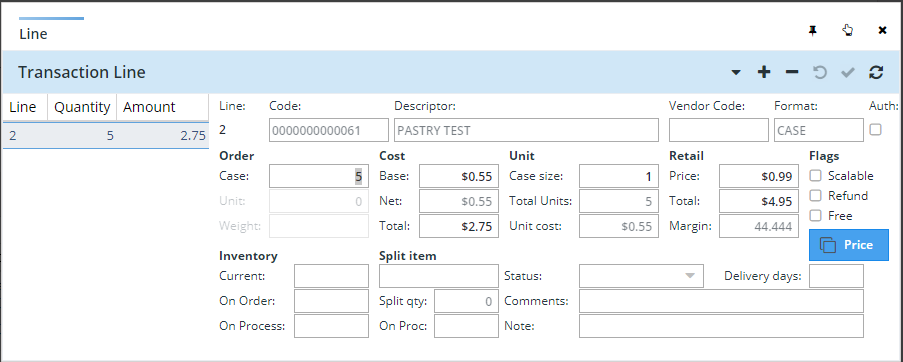 Line
Transaction Line
Line Quantity Amount
2 5 2.75
Line: Code: Descriptor: Vendor Code: Format: Auth:
2 0000000000061 PASTRY TEST CASE
Order Cost Unit Retail Flags
Case: 5 Base: $0.55 Case size: 1 Price: $0.99 Scalable
Unit: 0 Net: $0.55 Total Units: 5 Total: $4.95 Refund
Weight: Total: $2.75 Unit cost: $0.55 Margin: 44.444 Free
Price
Inventory Split item
Current: Status: Delivery days:
On Order: Split qty: 0 Comments:
On Process: On Proc: Note: